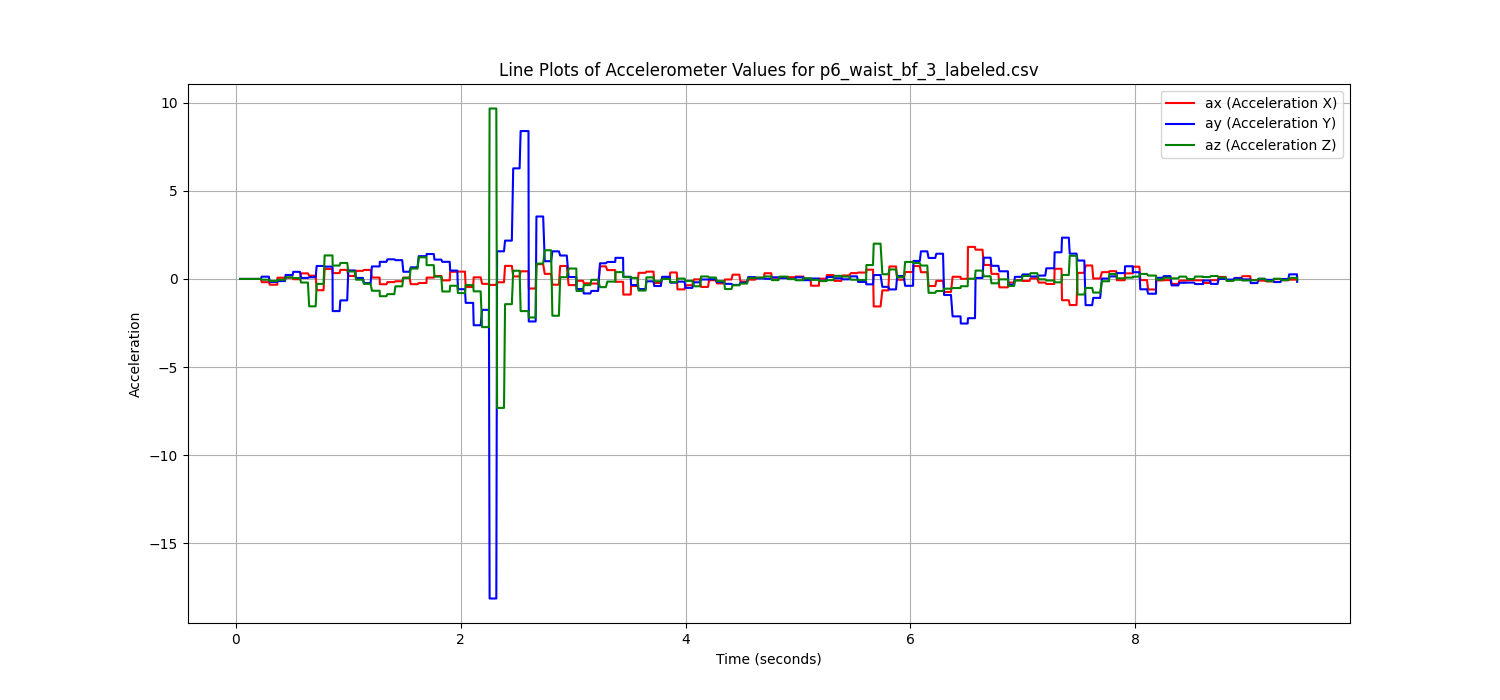 Line Plots of Accelerometer Values for p6_waist_bf_3_labeled.csv
ax (Acceleration X)
ay (Acceleration Y)
az (Acceleration Z)
10
5
0
−5
−10
−15
Acceleration
0 2 4 6 8
Time (seconds)